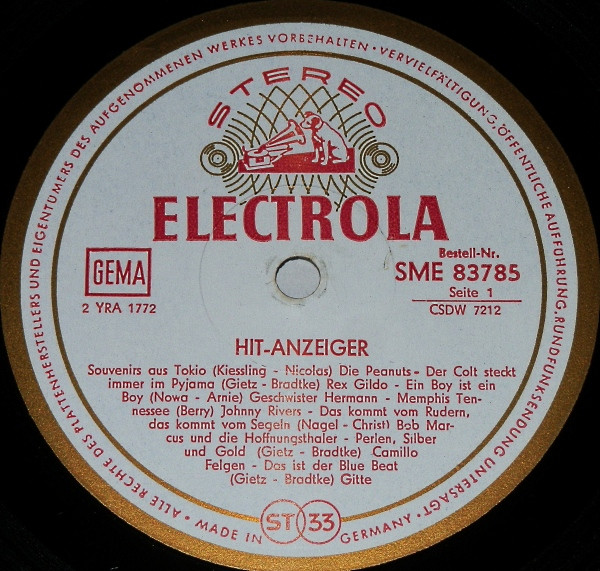 ALLE RECHTE DES PLATTENHERSTELLERS UND EIGENTUMERS DES AUFGENOMMENEN WERKES VORBEHALTEN · VERVIELFÄLTIGUNG, ÖFFENTLICHE AUFFÜHRUNG, RUNDFUNKSENDUNG UNTERSAGT ·
STEREO
ELECTROLA
GEMA
2 YRA 1772
Bestell-Nr.
SME 83785
Seite 1
CSDW 7212
HIT-ANZEIGER
Souvenirs aus Tokio (Kiessling - Nicolas) Die Peanuts - Der Colt steckt
immer im Pyjama (Gietz - Bradtke) Rex Gildo - Ein Boy ist ein
Boy (Nowa - Arnie) Geschwister Hermann - Memphis Ten-
nessee (Berry) Johnny Rivers - Das kommt vom Rudern,
das kommt vom Segeln (Nagel - Christ) Bob Mar-
cus und die Hoffnungsthaler - Perlen, Silber
und Gold (Gietz - Bradtke) Camillo
Felgen - Das ist der Blue Beat
(Gietz - Bradtke) Gitte
MADE IN ST 33 GERMANY